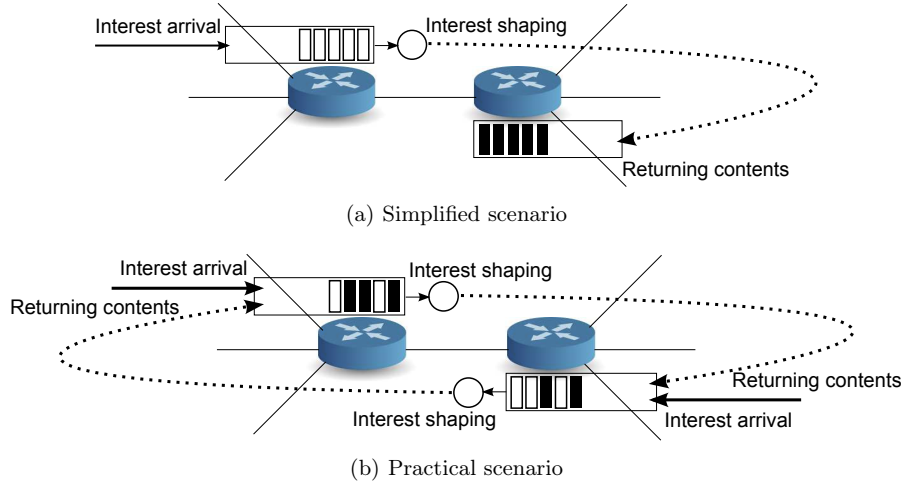 Interest arrival
Interest shaping
Returning contents
(a) Simplified scenario
Interest arrival
Interest shaping
Returning contents
Returning contents
Interest shaping
Interest arrival
(b) Practical scenario